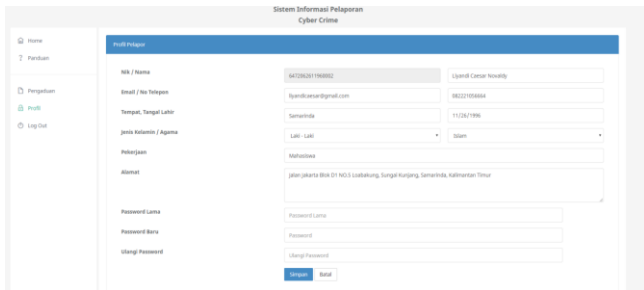 Sistem Informasi Pelaporan
Cyber Crime
Home
Panduan
Pengaduan
Profil
Log Out
Profil Pelapor
Nik / Nama
6472062611960002 Liyandi Caesar Novaldy
Email / No Telepon
liyandicaesar@gmail.com 082221050664
Tempat, Tangal Lahir
Samarinda 11/26/1996
Jenis Kelamin / Agama
Laki - Laki Islam
Pekerjaan
Mahasiswa
Alamat
Jalan Jakarta Blok D1 NO.5 Loabakung, Sungai Kunjang, Samarinda, Kalimantan Timur
Password Lama
Password Lama
Password Baru
Password
Ulangi Password
Ulangi Password
Simpan Batal